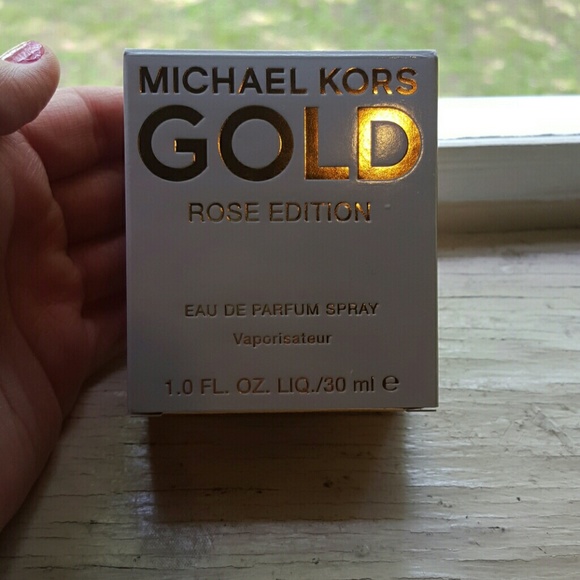 MICHAEL KORS
GOLD
ROSE EDITION
EAU DE PARFUM SPRAY
Vaporisateur
1.0 FL. OZ. LIQ./30 ml ℮